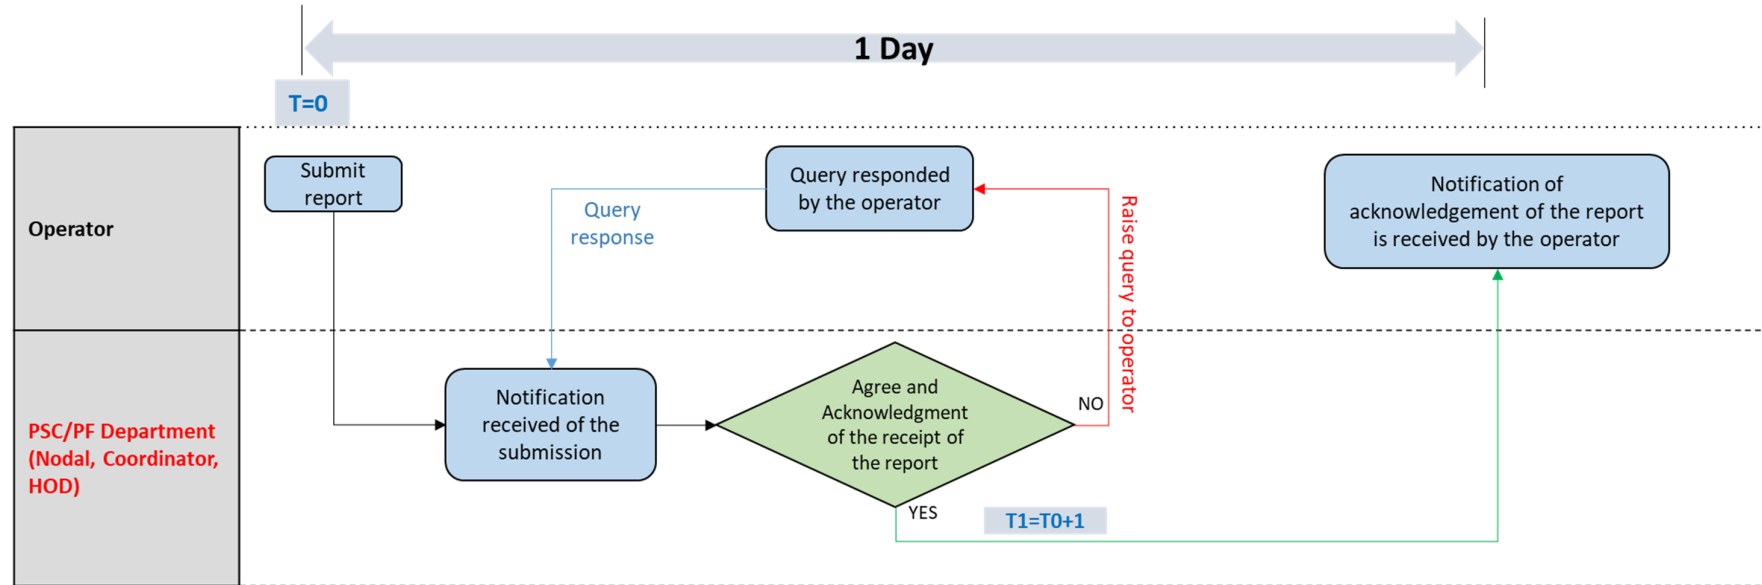 1 Day
T=0
Operator
Submit
report
Query responded
by the operator
Query
response
Raise query to operator
Notification of
acknowledgement of the report
is received by the operator
PSC/PF Department
(Nodal, Coordinator,
HOD)
Notification
received of the
submission
Agree and
Acknowledgment
of the receipt of
the report
NO
YES
T1=T0+1